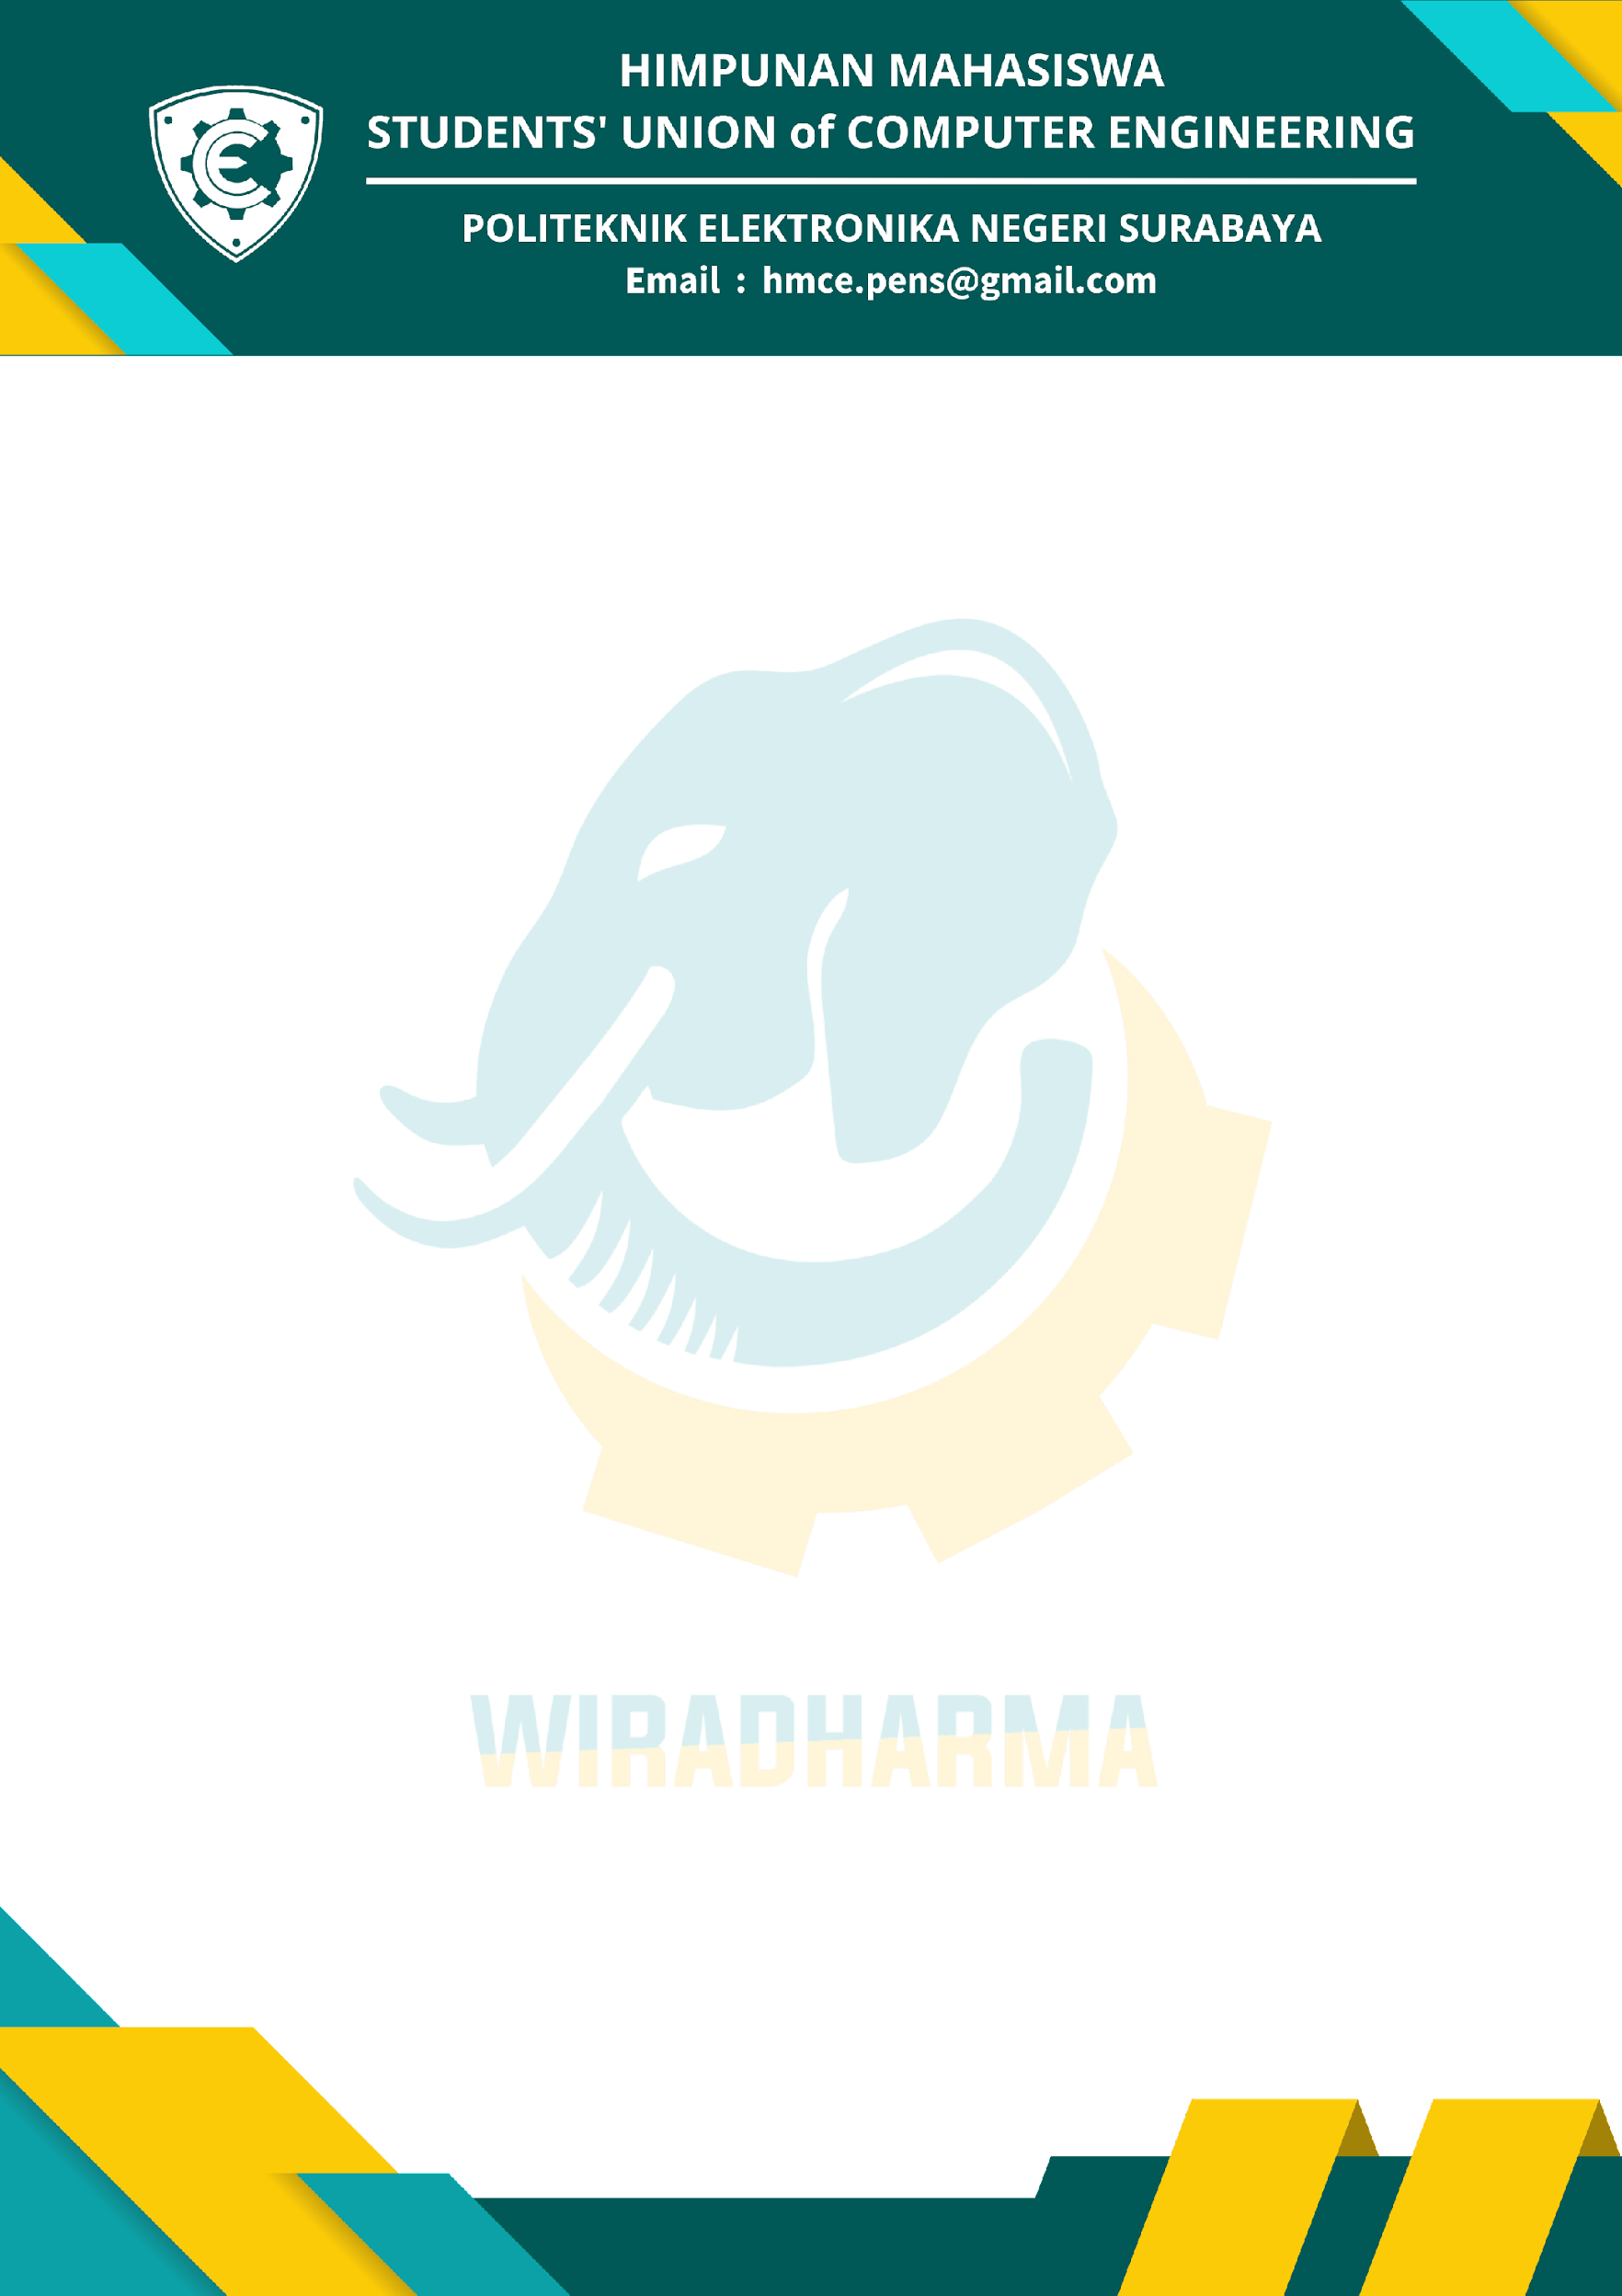 HIMPUNAN MAHASISWA
STUDENTS' UNION of COMPUTER ENGINEERING
POLITEKNIK ELEKTRONIKA NEGERI SURABAYA
Email : hmce.pens@gmail.com
WIRADHARMA